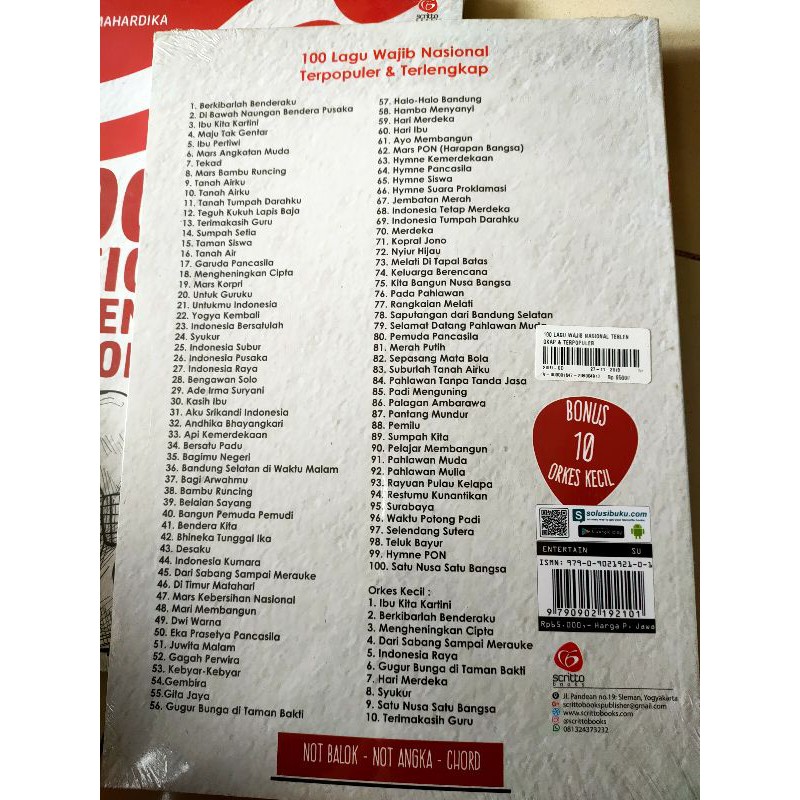 MAHARDIKA
scritto
100 Lagu Wajib Nasional
Terpopuler & Terlengkap
1. Berkibarlah Benderaku
2. Di Bawah Naungan Bendera Pusaka
3. Ibu Kita Kartini
4. Maju Tak Gentar
5. Ibu Pertiwi
6. Mars Angkatan Muda
7. Tekad
8. Mars Bambu Runcing
9. Tanah Airku
10. Tanah Airku
11. Tanah Tumpah Darahku
12. Teguh Kukuh Lapis Baja
13. Terimakasih Guru
14. Sumpah Setia
15. Taman Siswa
16. Tanah Air
17. Garuda Pancasila
18. Mengheningkan Cipta
19. Mars Korpri
20. Untuk Guruku
21. Untukmu Indonesia
22. Yogya Kembali
23. Indonesia Bersatulah
24. Syukur
25. Indonesia Subur
26. Indonesia Pusaka
27. Indonesia Raya
28. Bengawan Solo
29. Ade Irma Suryani
30. Kasih Ibu
31. Aku Srikandi Indonesia
32. Andhika Bhayangkari
33. Api Kemerdekaan
34. Bersatu Padu
35. Bagimu Negeri
36. Bandung Selatan di Waktu Malam
37. Bagi Arwahmu
38. Bambu Runcing
39. Belaian Sayang
40. Bangun Pemuda Pemudi
41. Bendera Kita
42. Bhineka Tunggal Ika
43. Desaku
44. Indonesia Kumara
45. Dari Sabang Sampai Merauke
46. Di Timur Matahari
47. Mars Kebersihan Nasional
48. Mari Membangun
49. Dwi Warna
50. Eka Prasetya Pancasila
51. Juwita Malam
52. Gagah Perwira
53. Kebyar-Kebyar
54.Gembira
55.Gita Jaya
56. Gugur Bunga di Taman Bakti
57. Halo-Halo Bandung
58. Hamba Menyanyi
59. Hari Merdeka
60. Hari Ibu
61. Ayo Membangun
62. Mars PON (Harapan Bangsa)
63. Hymne Kemerdekaan
64. Hymne Pancasila
65. Hymne Siswa
66. Hymne Suara Proklamasi
67. Jembatan Merah
68. Indonesia Tetap Merdeka
69. Indonesia Tumpah Darahku
70. Merdeka
71. Kopral Jono
72. Nyiur Hijau
73. Melati Di Tapal Batas
74. Keluarga Berencana
75. Kita Bangun Nusa Bangsa
76. Pada Pahlawan
77. Rangkaian Melati
78. Saputangan dari Bandung Selatan
79. Selamat Datang Pahlawan Muda
80. Pemuda Pancasila
81. Merah Putih
82. Sepasang Mata Bola
83. Suburlah Tanah Airku
84. Pahlawan Tanpa Tanda Jasa
85. Padi Menguning
86. Palagan Ambarawa
87. Pantang Mundur
88. Pemilu
89. Sumpah Kita
90. Pelajar Membangun
91. Pahlawan Muda
92. Pahlawan Mulia
93. Rayuan Pulau Kelapa
94. Restumu Kunantikan
95. Surabaya
96. Waktu Potong Padi
97. Selendang Sutera
98. Teluk Bayur
99. Hymne PON
100. Satu Nusa Satu Bangsa
Orkes Kecil :
1. Ibu Kita Kartini
2. Berkibarlah Benderaku
3. Mengheningkan Cipta
4. Dari Sabang Sampai Merauke
5. Indonesia Raya
6. Gugur Bunga di Taman Bakti
7. Hari Merdeka
8. Syukur
9. Satu Nusa Satu Bangsa
10. Terimakasih Guru
100 LAGU WAJIB NASIONAL TERLEN
GKAP & TERPOPULER
BONUS
10
ORKES KECIL
solusibuku.com
ENTERTAIN SU
ISMN: 979-0-9021921-0-1
9 790902 192101
Rp65.000,- Harga P. Jawa
scritto
books
Jl. Pandean no.19. Sleman, Yogyakarta
scrittobookspublisher@gmail.com
www.scrittobooks.com
@scrittobooks
081324373232
NOT BALOK - NOT ANGKA - CHORD